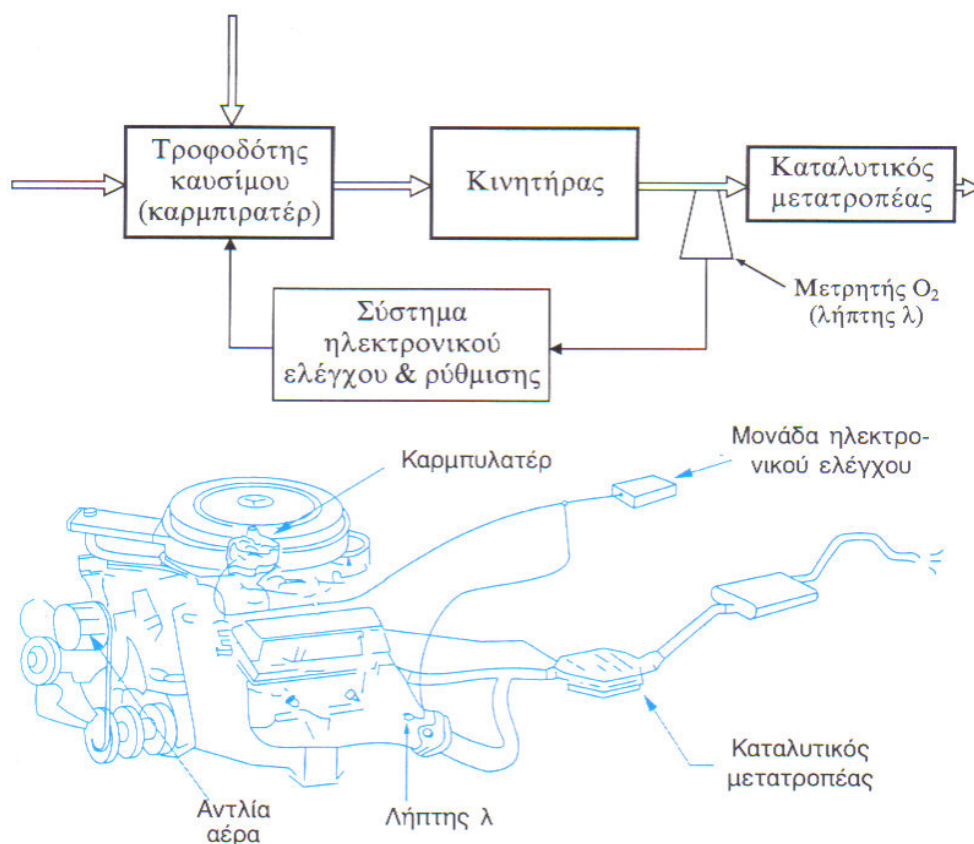 Τροφοδότης
καυσίμου
(καρμπιρατέρ)
Κινητήρας
Καταλυτικός
μετατροπέας
Μετρητής O₂
(λήπτης λ)
Σύστημα
ηλεκτρονικού
ελέγχου & ρύθμισης
Καρμπυλατέρ
Μονάδα ηλεκτρο-
νικού ελέγχου
Καταλυτικός
μετατροπέας
Αντλία
αέρα
Λήπτης λ